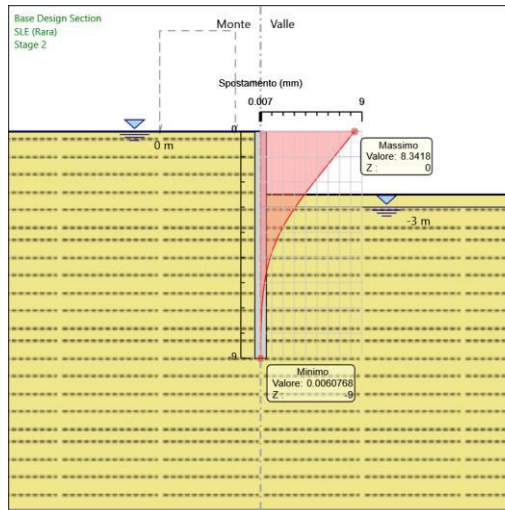 Base Design Section
SLE (Rara)
Stage 2
Monte
Valle
Spostamento (mm)
0.007
9
0
0 m
Massimo
Valore: 8.3418
Z : 0
-3 m
-9
Minimo
Valore: 0.0060768
Z : -9